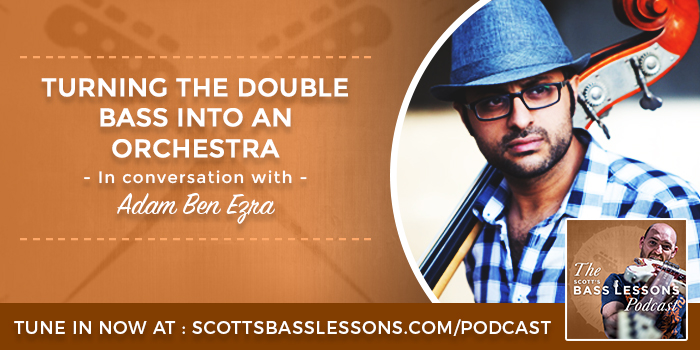 TURNING THE DOUBLE
BASS INTO AN
ORCHESTRA
- In conversation with -
Adam Ben Ezra
The
SCOTT'S
BASS LESSONS
Podcast
TUNE IN NOW AT : SCOTTSBASSLESSONS.COM/PODCAST